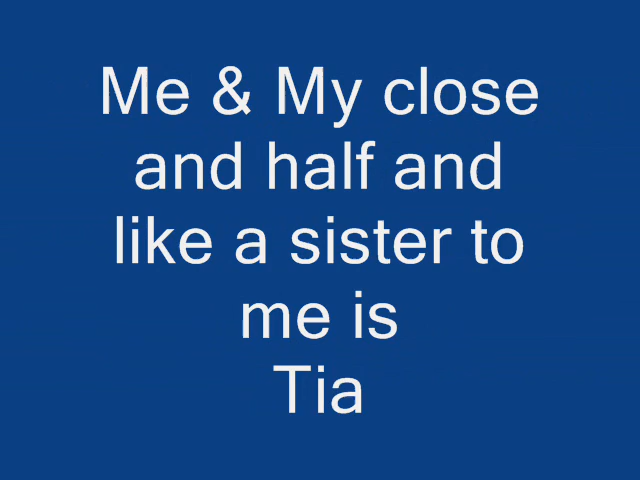 Me & My close
and half and
like a sister to
me is
Tia